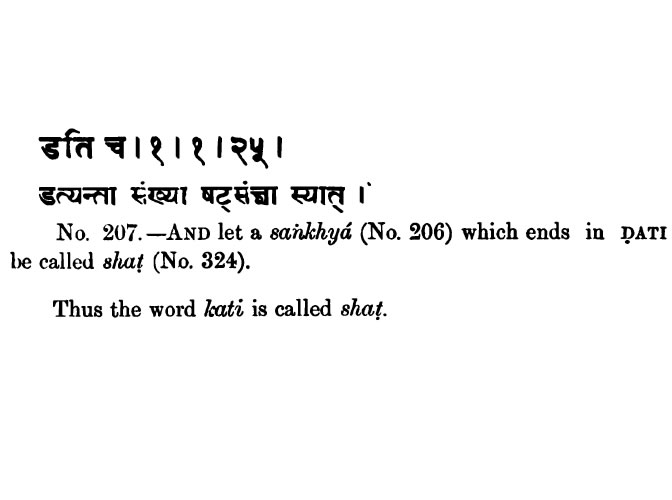 डति च । १ । १ । २५ ।
डत्यन्ता संख्या षट्संज्ञा स्यात् ।
No. 207.—AND let a sankhyá (No. 206) which ends in ḌATI
be called shaṭ (No. 324).
Thus the word kati is called shaṭ.